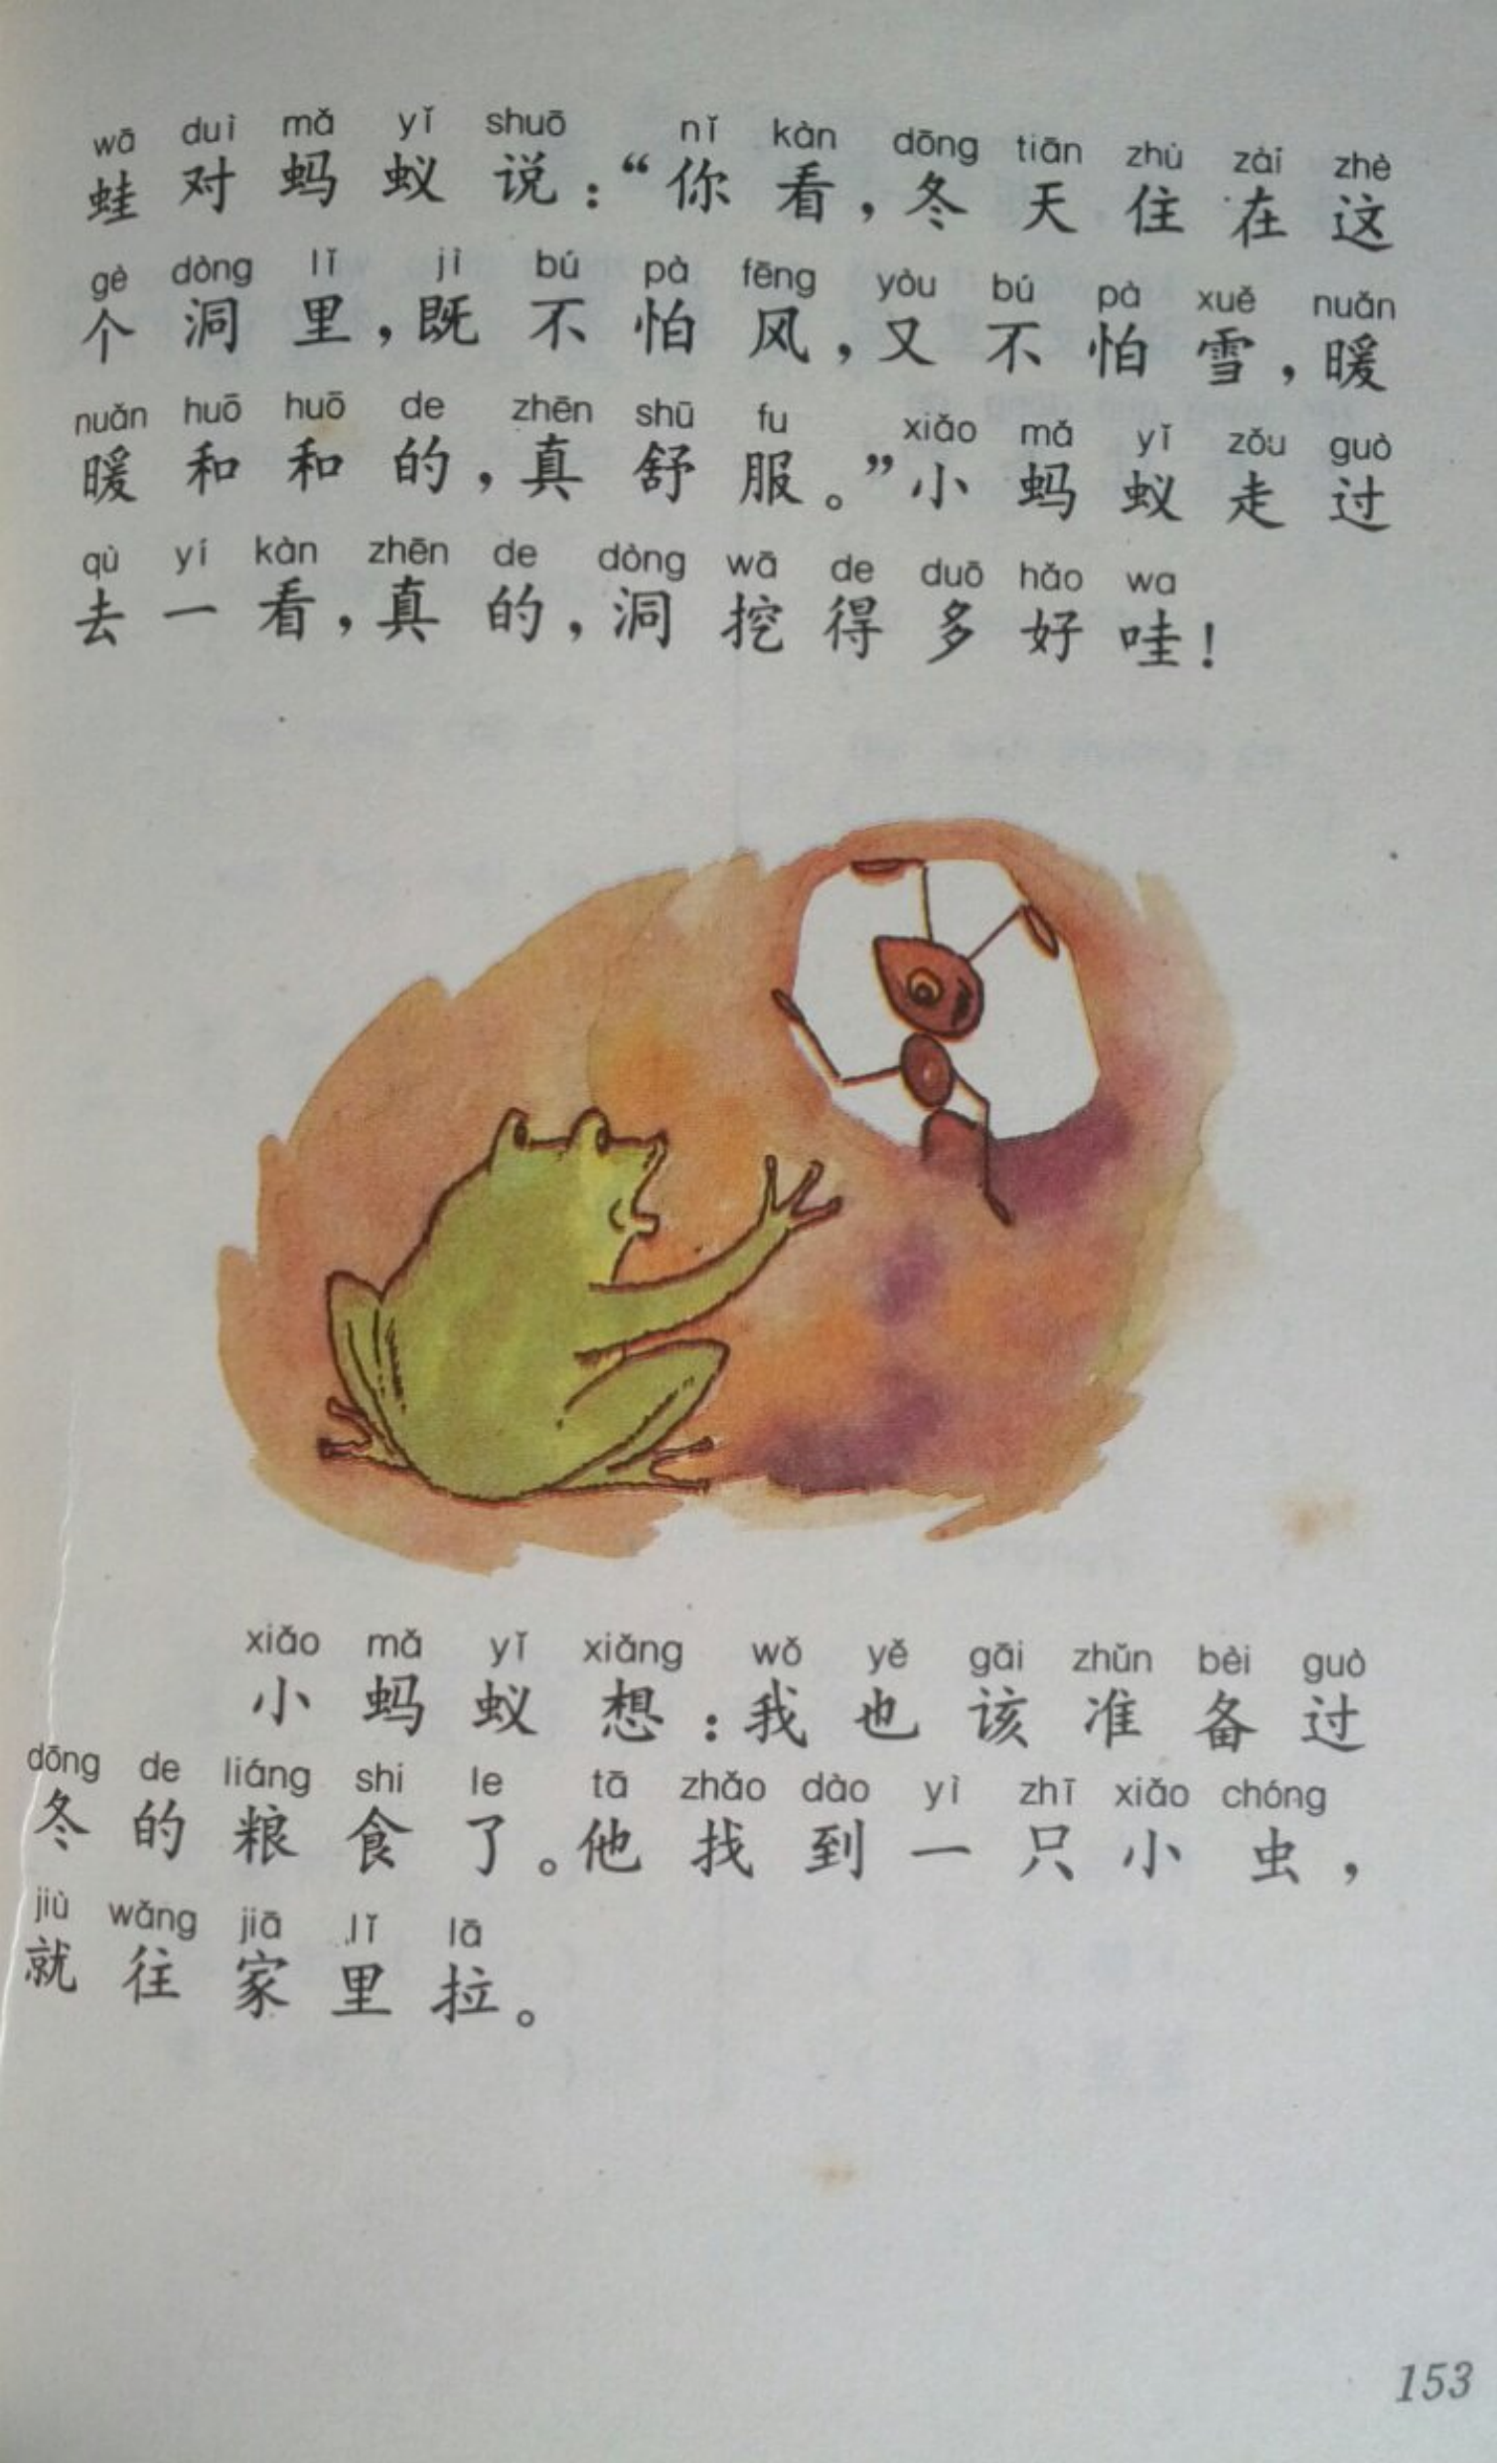 wā duì mǎ yǐ shuō nǐ kàn dōng tiān zhù zài zhè
蛙对蚂蚁说：“你看，冬天住在这
gè dòng lǐ jì bú pà fēng yòu bú pà xuě nuǎn
个洞里，既不怕风，又不怕雪，暖
nuǎn huō huō de zhēn shū fu xiǎo mǎ yǐ zǒu guò
暖和和的，真舒服。”小蚂蚁走过
qù yí kàn zhēn de dòng wā de duō hǎo wa
去一看，真的，洞挖得多好哇！
xiǎo mǎ yǐ xiǎng wǒ yě gāi zhǔn bèi guò
小蚂蚁想：我也该准备过
dōng de liáng shi le tā zhǎo dào yì zhī xiǎo chóng
冬的粮食了。他找到一只小虫，
jiù wǎng jiā lǐ lā
就往家里拉。
153